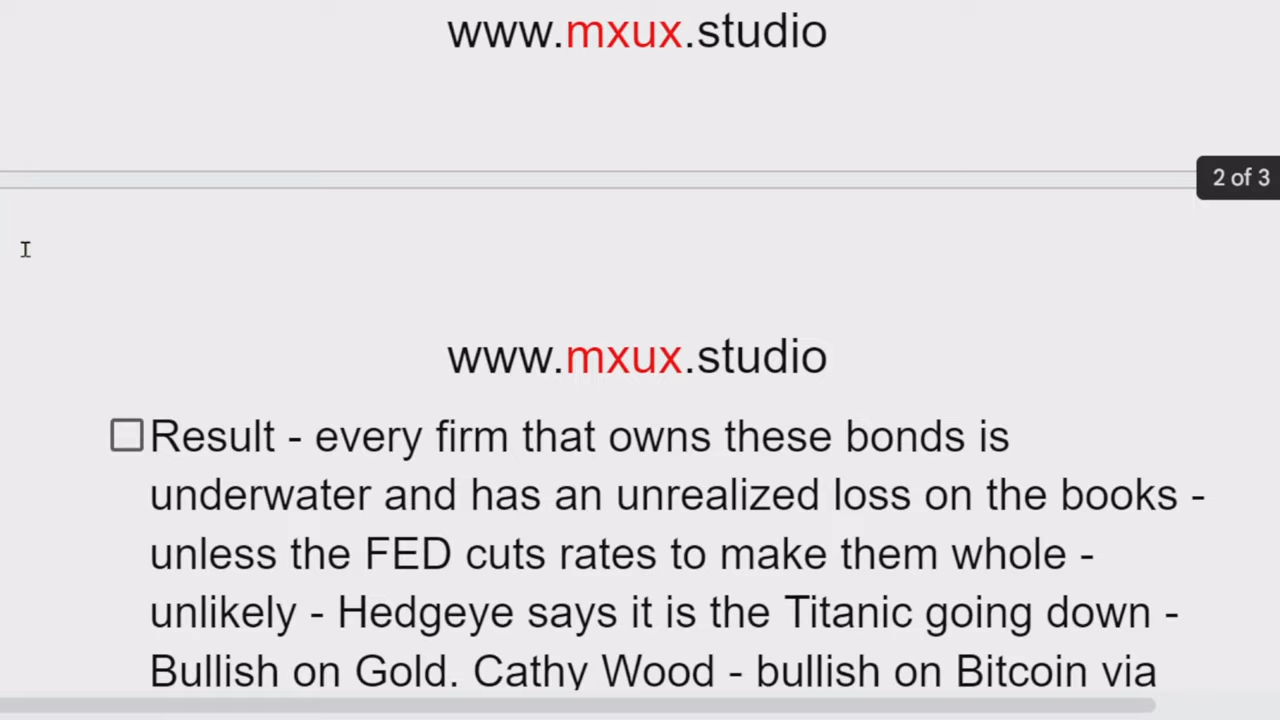 www.mxux.studio
2 of 3
www.mxux.studio
Result - every firm that owns these bonds is
underwater and has an unrealized loss on the books -
unless the FED cuts rates to make them whole -
unlikely - Hedgeye says it is the Titanic going down -
Bullish on Gold. Cathy Wood - bullish on Bitcoin via